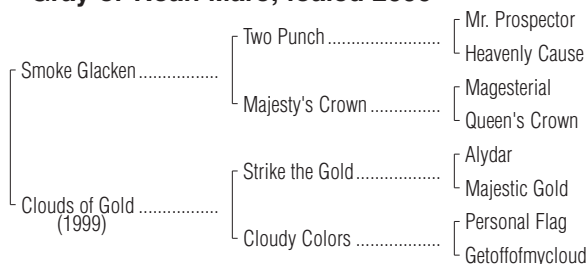 Mr. Prospector
Two Punch
Heavenly Cause
Smoke Glacken
Magesterial
Majesty's Crown
Queen's Crown
Alydar
Strike the Gold
Majestic Gold
Clouds of Gold
(1999)
Personal Flag
Cloudy Colors
Getoffofmycloud